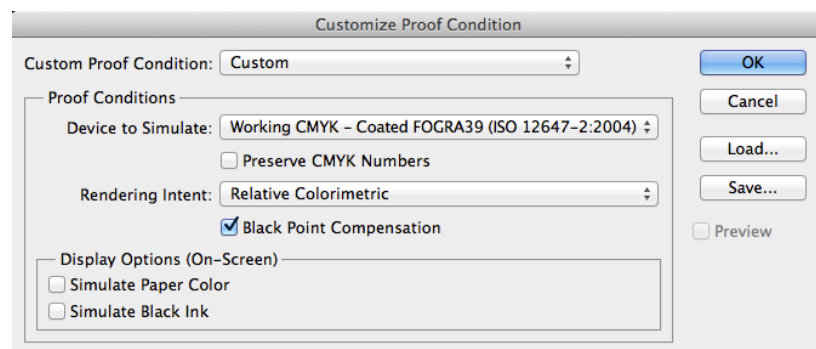 Customize Proof Condition
Custom Proof Condition: Custom
OK
Proof Conditions
Cancel
Device to Simulate: Working CMYK – Coated FOGRA39 (ISO 12647-2:2004)
Preserve CMYK Numbers
Load...
Rendering Intent: Relative Colorimetric
Save...
Black Point Compensation
Preview
Display Options (On-Screen)
Simulate Paper Color
Simulate Black Ink